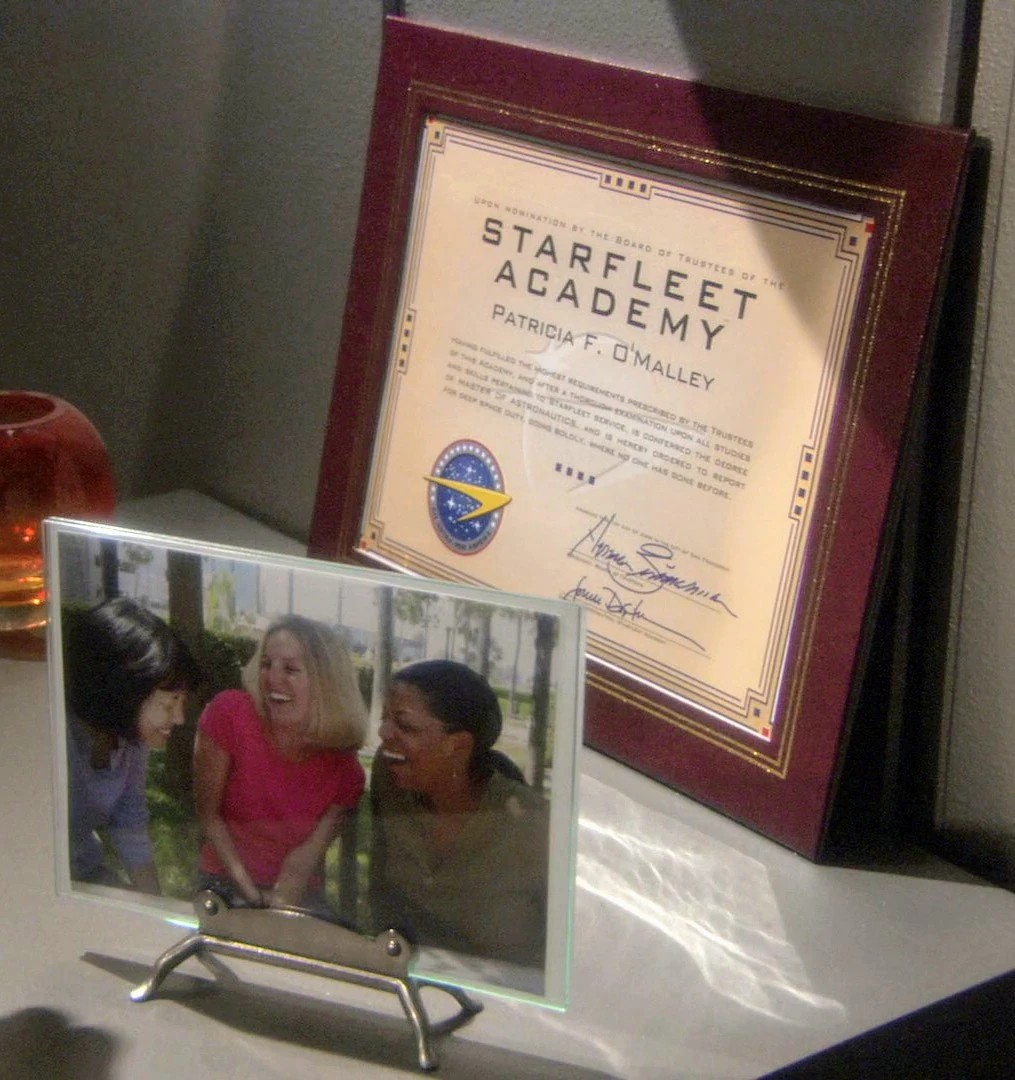 UPON NOMINATION BY THE BOARD OF TRUSTEES OF THE
STARFLEET
ACADEMY
PATRICIA F. O'MALLEY
HAVING FULFILLED THE HIGHEST REQUIREMENTS PRESCRIBED BY THE TRUSTEES
OF THIS ACADEMY, AND AFTER A THOROUGH EXAMINATION UPON ALL STUDIES
AND SKILLS PERTAINING TO STARFLEET SERVICE, IS CONFERRED THE DEGREE
OF MASTER OF ASTRONAUTICS, AND IS HEREBY ORDERED TO REPORT
FOR DEEP SPACE DUTY, GOING BOLDLY, WHERE NO ONE HAS GONE BEFORE.